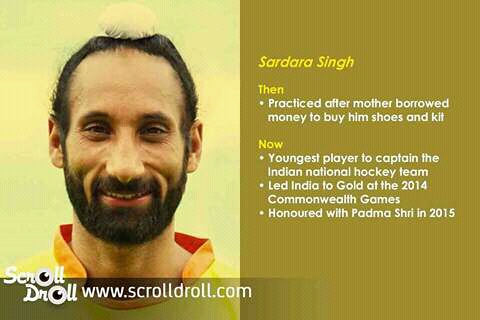 Sardara Singh
Then
• Practiced after mother borrowed
money to buy him shoes and kit
Now
• Youngest player to captain the
Indian national hockey team
• Led India to Gold at the 2014
Commonwealth Games
• Honoured with Padma Shri in 2015
Scroll
Droll
www.scrolldroll.com